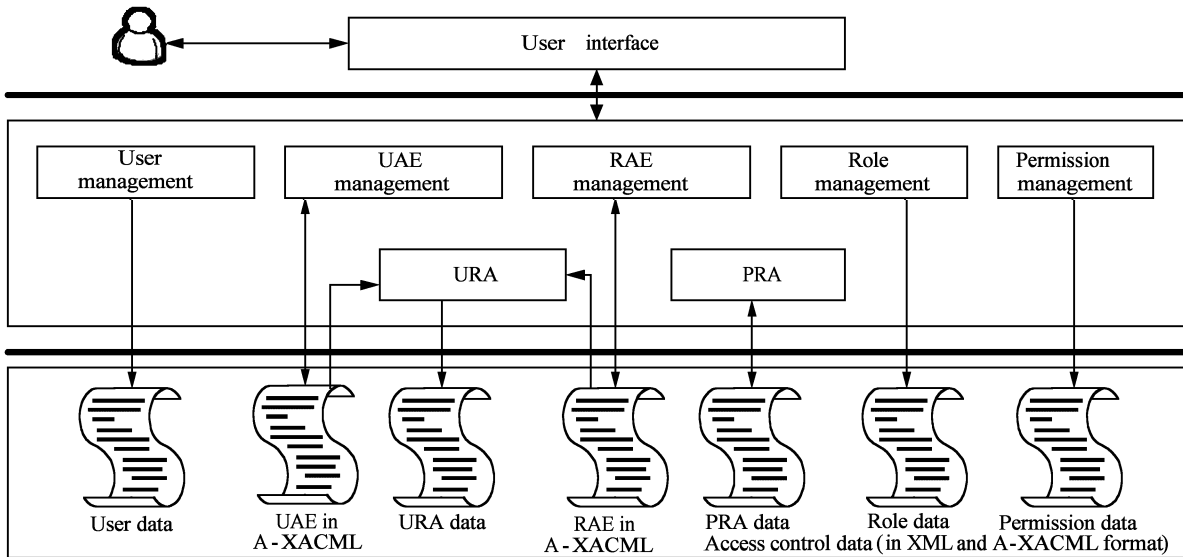 User interface
User management
UAE management
RAE management
Role management
Permission management
URA
PRA
User data
UAE in A-XACML
URA data
RAE in A-XACML
PRA data
Role data
Permission data
Access control data (in XML and A-XACML format)